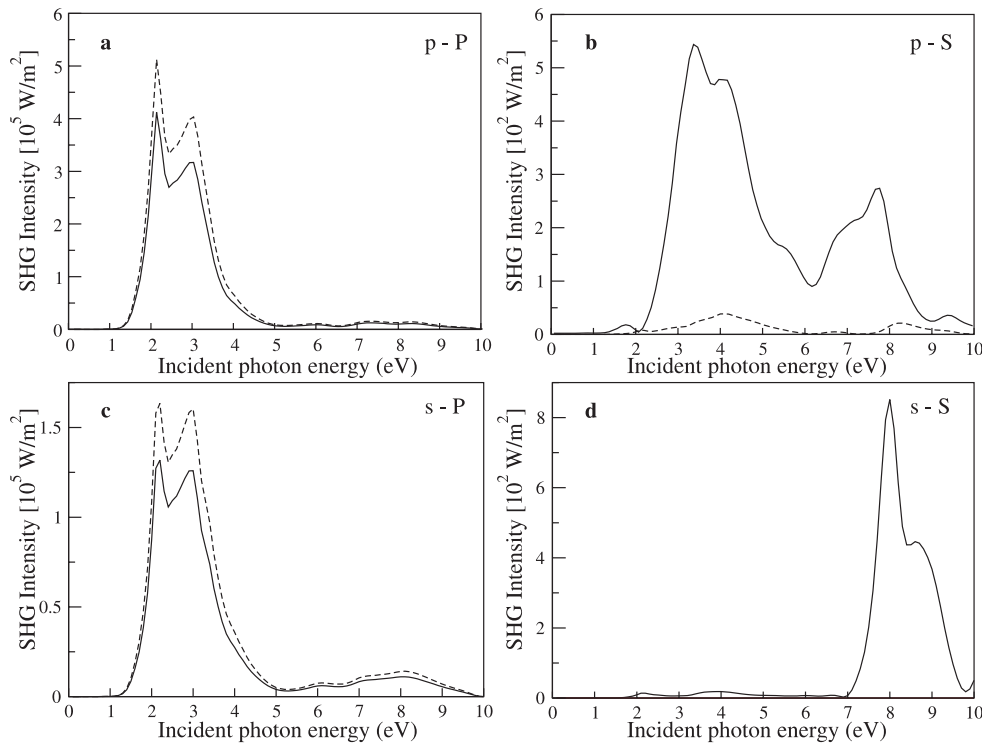 a
p - P
SHG Intensity [10^5 W/m^2]
6
5
4
3
2
1
0
0 1 2 3 4 5 6 7 8 9 10
Incident photon energy (eV)
b
p - S
SHG Intensity [10^2 W/m^2]
6
5
4
3
2
1
0
0 1 2 3 4 5 6 7 8 9 10
Incident photon energy (eV)
c
s - P
SHG Intensity [10^5 W/m^2]
1.5
1
0.5
0
0 1 2 3 4 5 6 7 8 9 10
Incident photon energy (eV)
d
s - S
SHG Intensity [10^2 W/m^2]
8
6
4
2
0
0 1 2 3 4 5 6 7 8 9 10
Incident photon energy (eV)